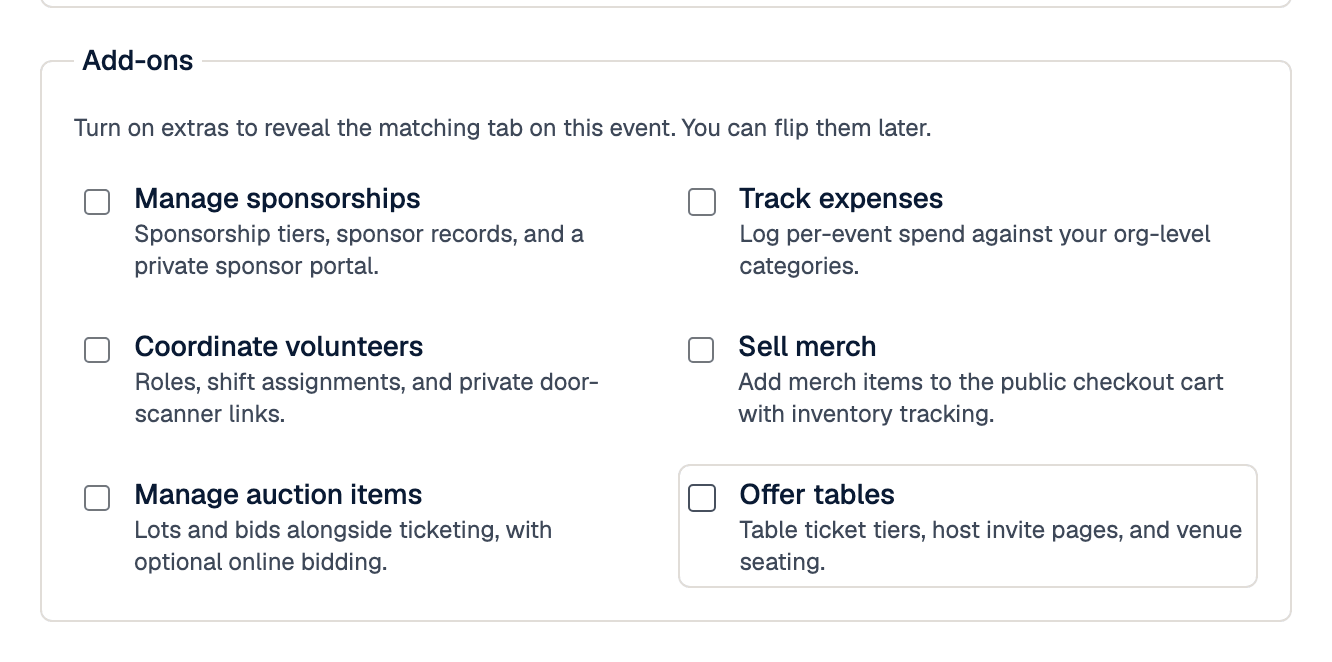 Add-ons
Turn on extras to reveal the matching tab on this event. You can flip them later.
Manage sponsorships
Sponsorship tiers, sponsor records, and a
private sponsor portal.
Track expenses
Log per-event spend against your org-level
categories.
Coordinate volunteers
Roles, shift assignments, and private door-
scanner links.
Sell merch
Add merch items to the public checkout cart
with inventory tracking.
Manage auction items
Lots and bids alongside ticketing, with
optional online bidding.
Offer tables
Table ticket tiers, host invite pages, and venue
seating.